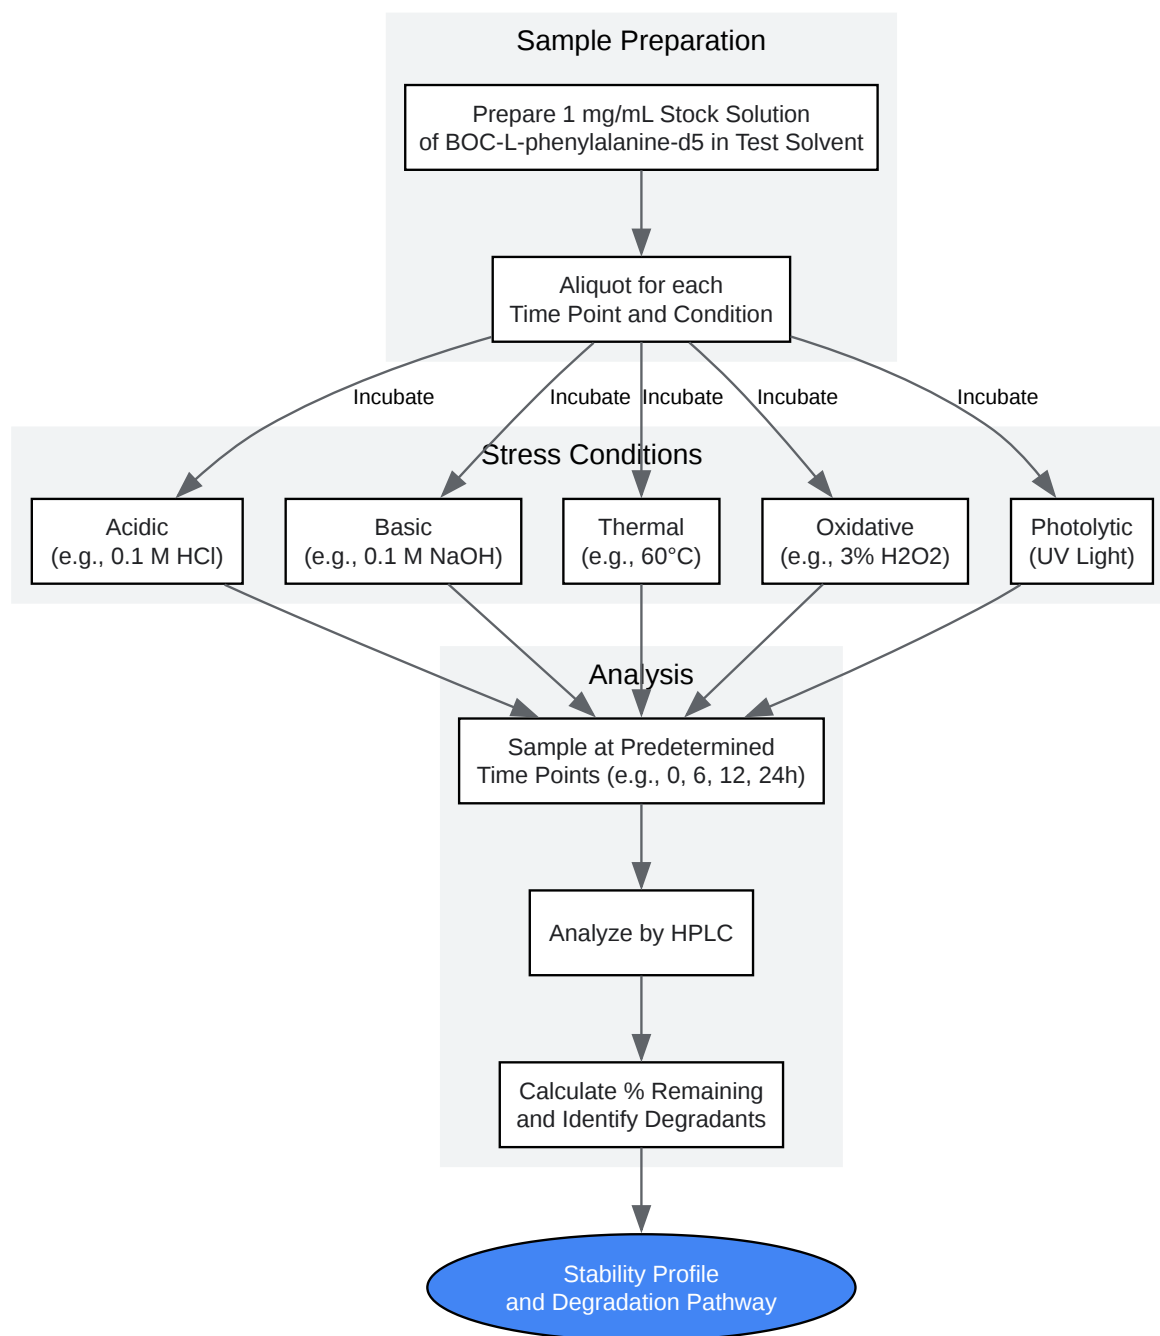 Sample Preparation
Prepare 1 mg/mL Stock Solution
of BOC-L-phenylalanine-d5 in Test Solvent
Aliquot for each
Time Point and Condition
Incubate
Incubate
Incubate
Incubate
Incubate
Stress Conditions
Acidic
(e.g., 0.1 M HCl)
Basic
(e.g., 0.1 M NaOH)
Thermal
(e.g., 60°C)
Oxidative
(e.g., 3% H2O2)
Photolytic
(UV Light)
Analysis
Sample at Predetermined
Time Points (e.g., 0, 6, 12, 24h)
Analyze by HPLC
Calculate % Remaining
and Identify Degradants
Stability Profile
and Degradation Pathway